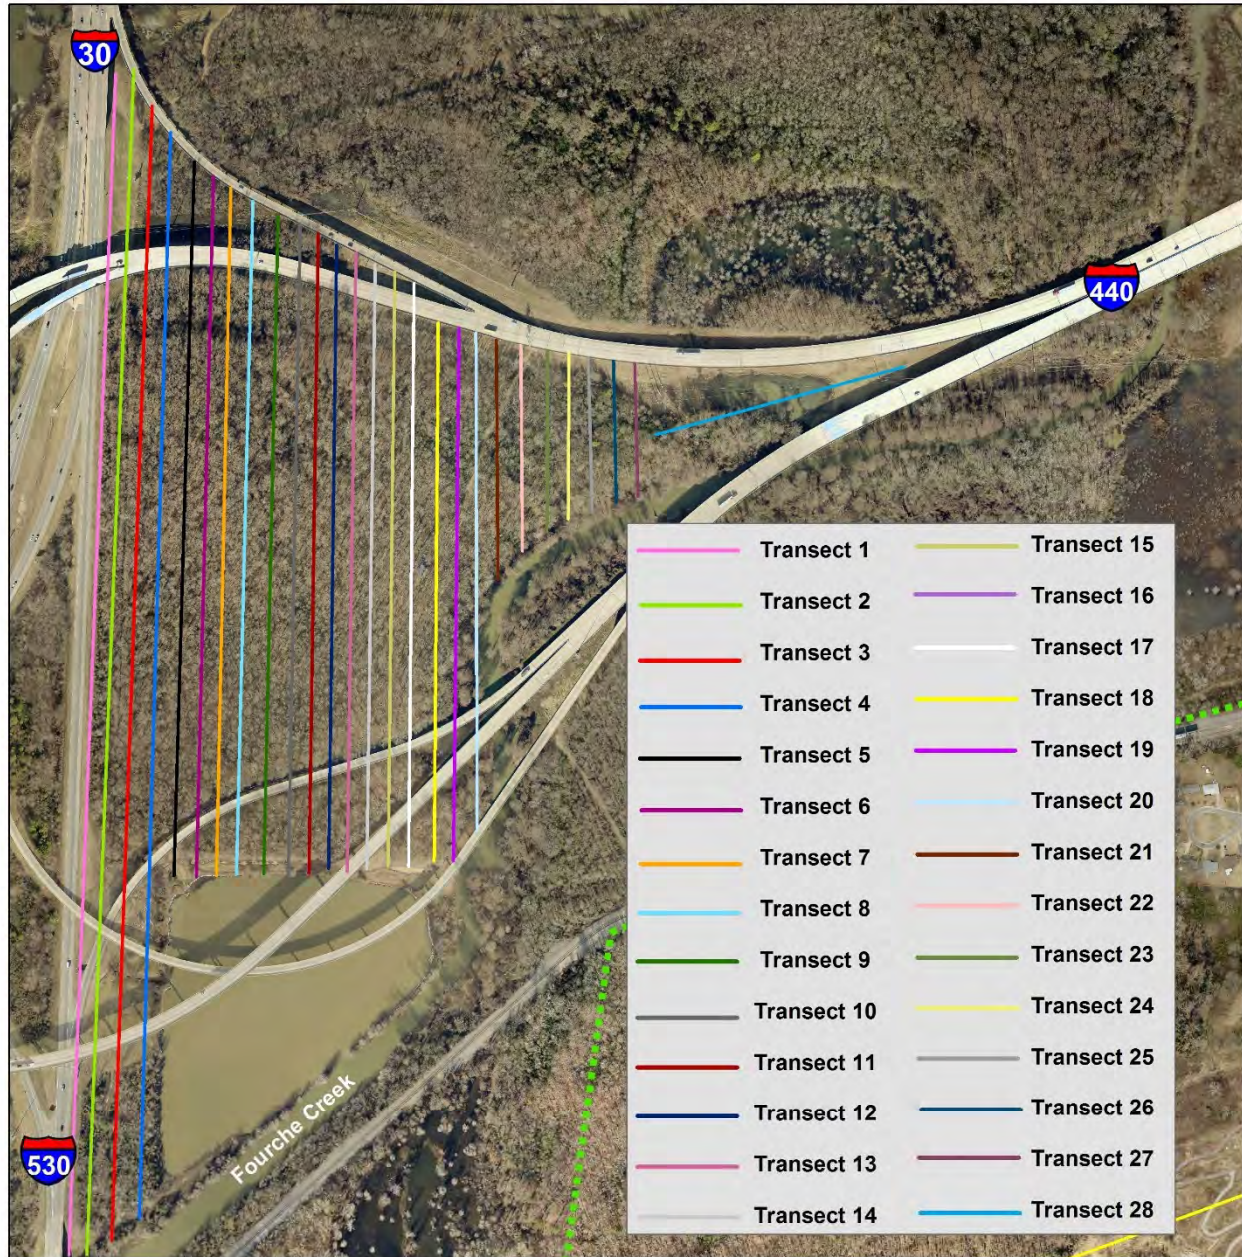 30
440
Transect 1
Transect 2
Transect 3
Transect 4
Transect 5
Transect 6
Transect 7
Transect 8
Transect 9
Transect 10
Transect 11
Transect 12
Transect 13
Transect 14
Transect 15
Transect 16
Transect 17
Transect 18
Transect 19
Transect 20
Transect 21
Transect 22
Transect 23
Transect 24
Transect 25
Transect 26
Transect 27
Transect 28
Fourche Creek
530